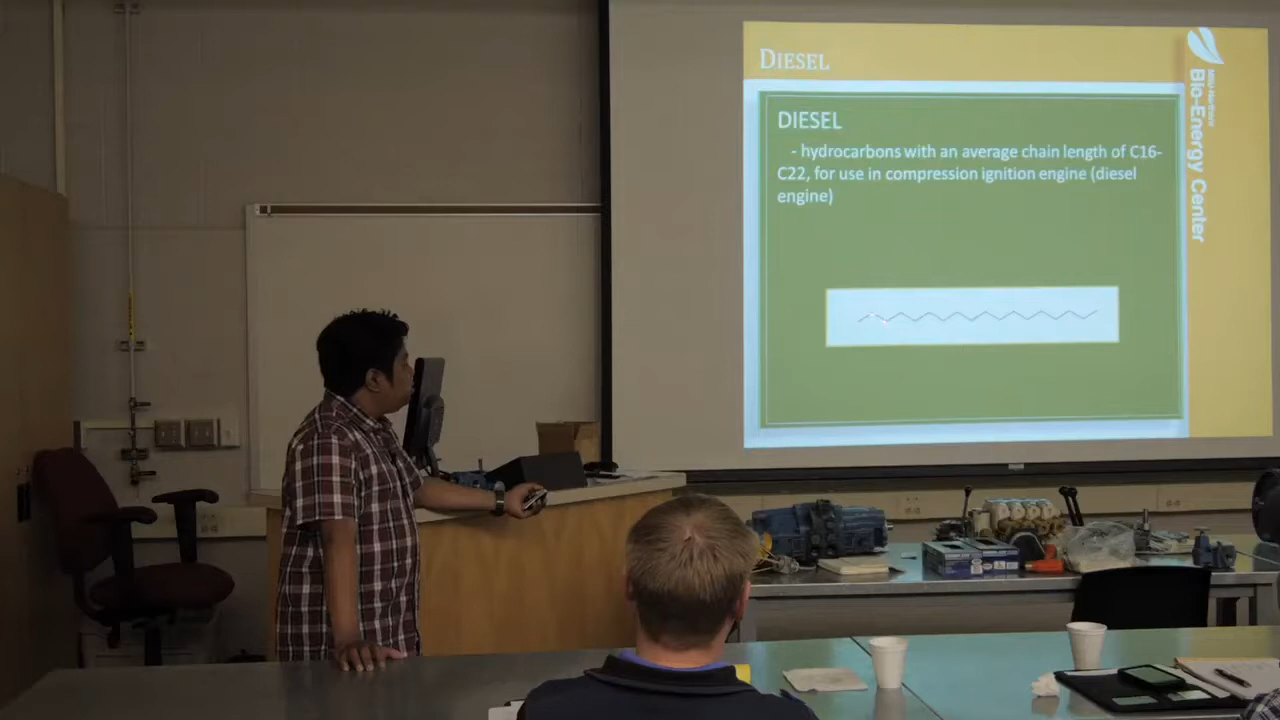 DIESEL
DIESEL
- hydrocarbons with an average chain length of C16-
C22, for use in compression ignition engine (diesel
engine)
Bio-Energy Center